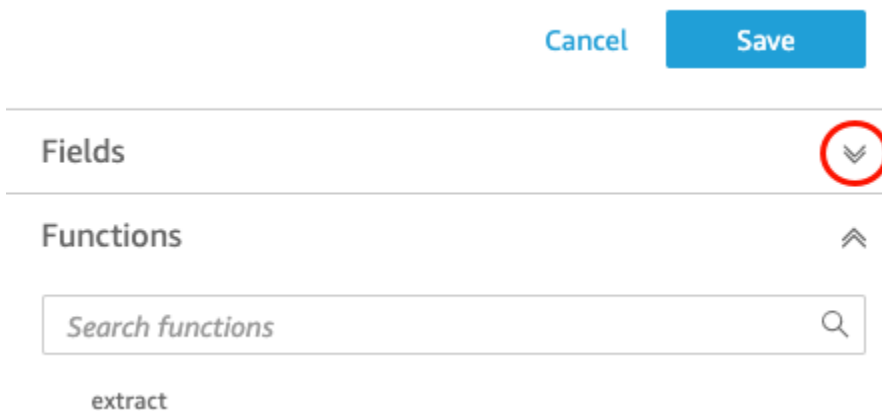 Cancel Save
Fields
Functions
Search functions
extract